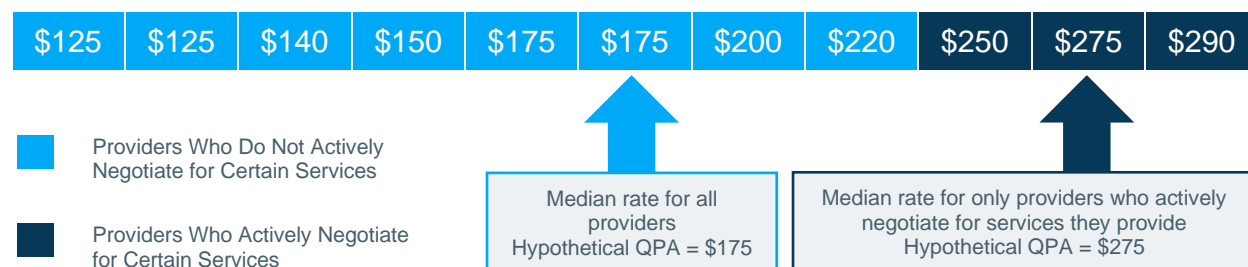 $125 $125 $140 $150 $175 $175 $200 $220 $250 $275 $290
Providers Who Do Not Actively
Negotiate for Certain Services
Providers Who Actively Negotiate
for Certain Services
Median rate for all
providers
Hypothetical QPA = $175
Median rate for only providers who actively
negotiate for services they provide
Hypothetical QPA = $275